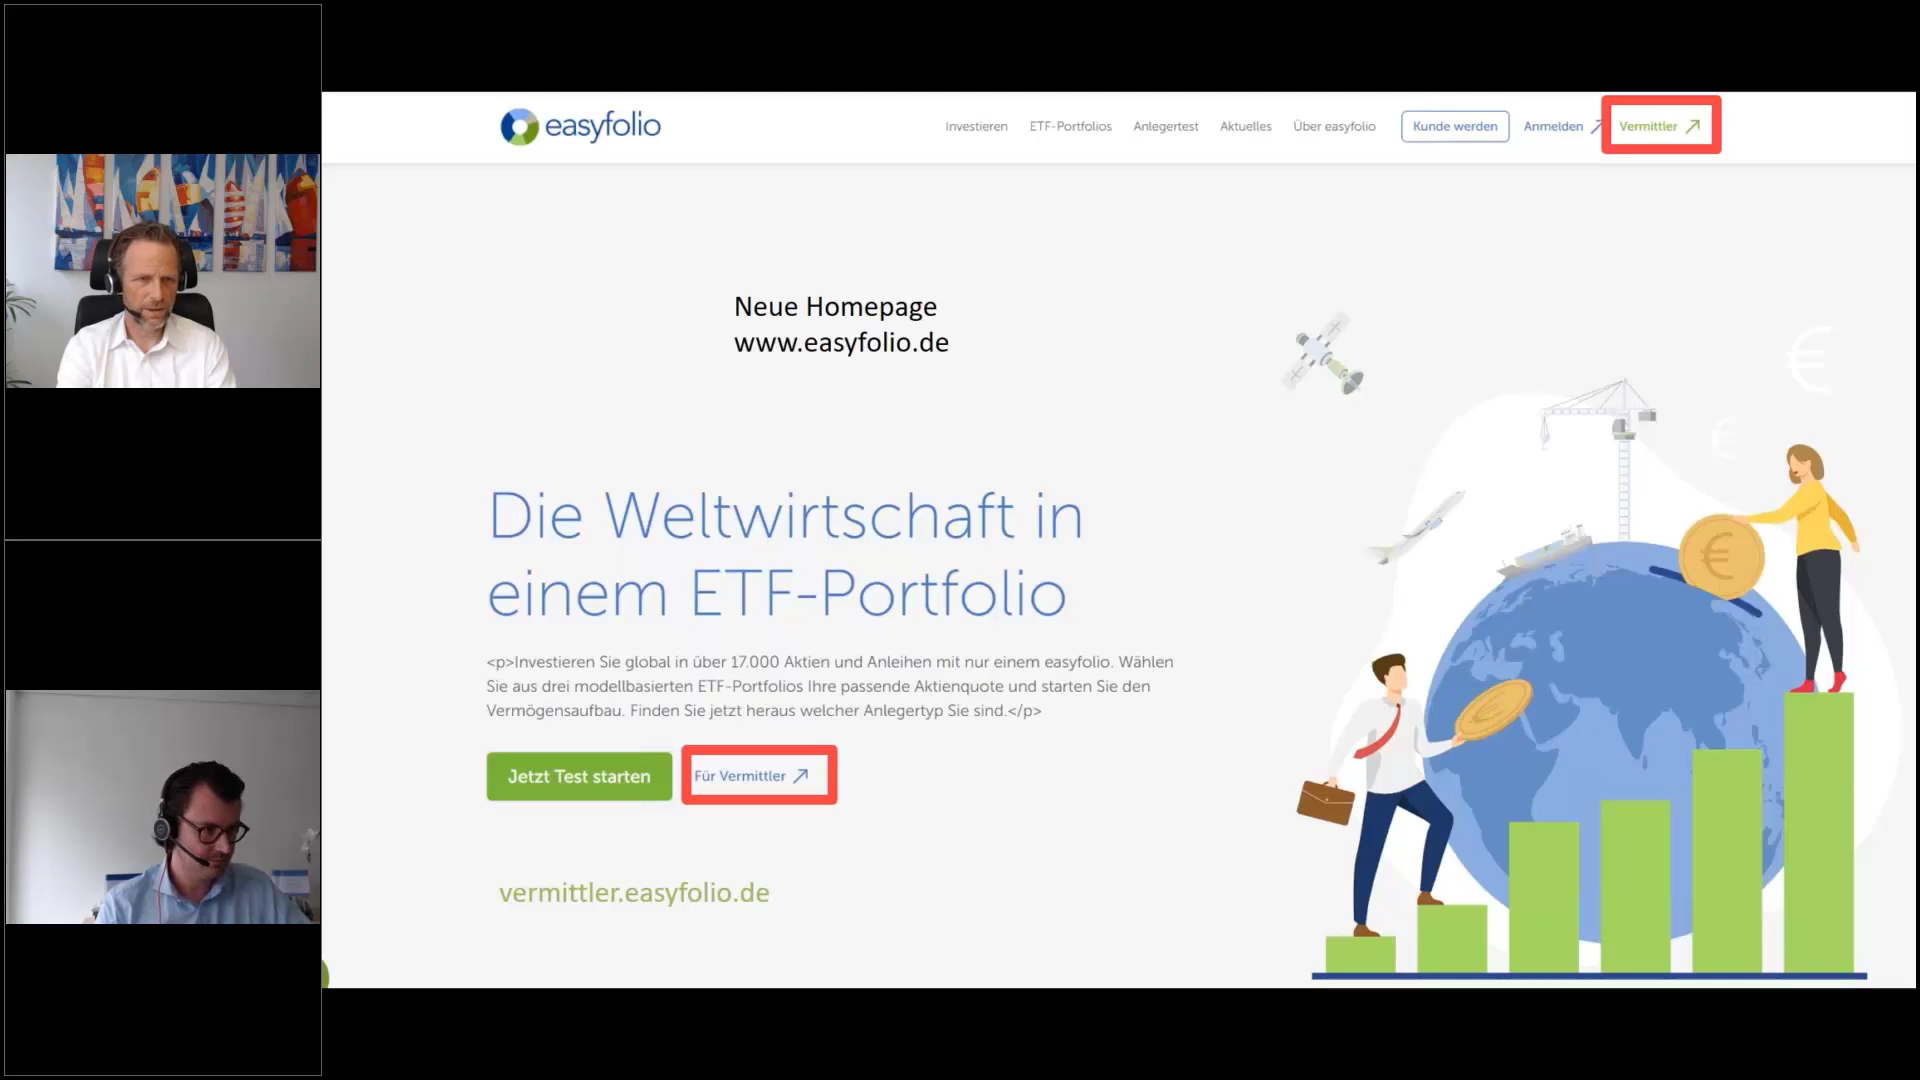 easyfolio
Investieren ETF-Portfolios Anlegertest Aktuelles Über easyfolio Kunde werden Anmelden Vermittler
Neue Homepage
www.easyfolio.de
Die Weltwirtschaft in
einem ETF-Portfolio
<p>Investieren Sie global in über 17.000 Aktien und Anleihen mit nur einem easyfolio. Wählen
Sie aus drei modellbasierten ETF-Portfolios Ihre passende Aktienquote und starten Sie den
Vermögensaufbau. Finden Sie jetzt heraus welcher Anlegertyp Sie sind.</p>
Jetzt Test starten Für Vermittler
vermittler.easyfolio.de
€
€
€
€